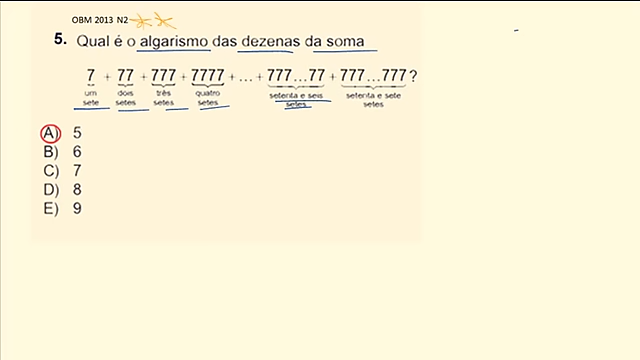 OBM 2013 N2
5. Qual é o algarismo das dezenas da soma
7 + 77 + 777 + 7777 + ... + 777...77 + 777...777 ?
um dois três quatro setenta e seis setenta e sete
sete setes setes setes setes setes
A) 5
B) 6
C) 7
D) 8
E) 9